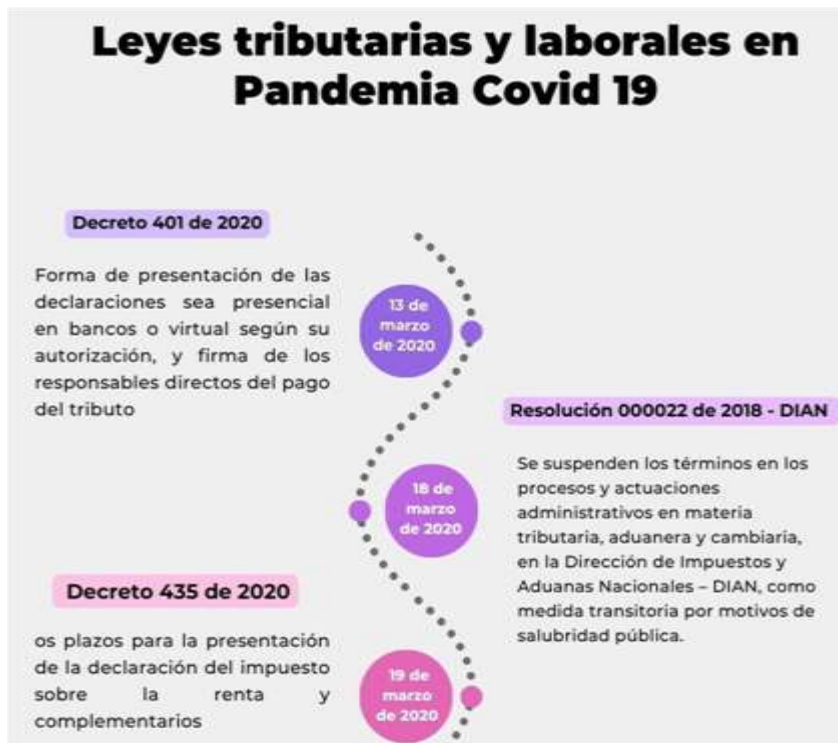 Leyes tributarias y laborales en
Pandemia Covid 19
Decreto 401 de 2020
Forma de presentación de las
declaraciones sea presencial
en bancos o virtual según su
autorización, y firma de los
responsables directos del pago
del tributo
13 de
marzo
de 2020
Resolución 000022 de 2018 - DIAN
Se suspenden los términos en los
procesos y actuaciones
administrativos en materia
tributaria, aduanera y cambiaria,
en la Dirección de Impuestos y
Aduanas Nacionales – DIAN, como
medida transitoria por motivos de
salubridad pública.
18 de
marzo
de 2020
Decreto 435 de 2020
os plazos para la presentación
de la declaración del impuesto
sobre la renta y
complementarios
19 de
marzo
de 2020